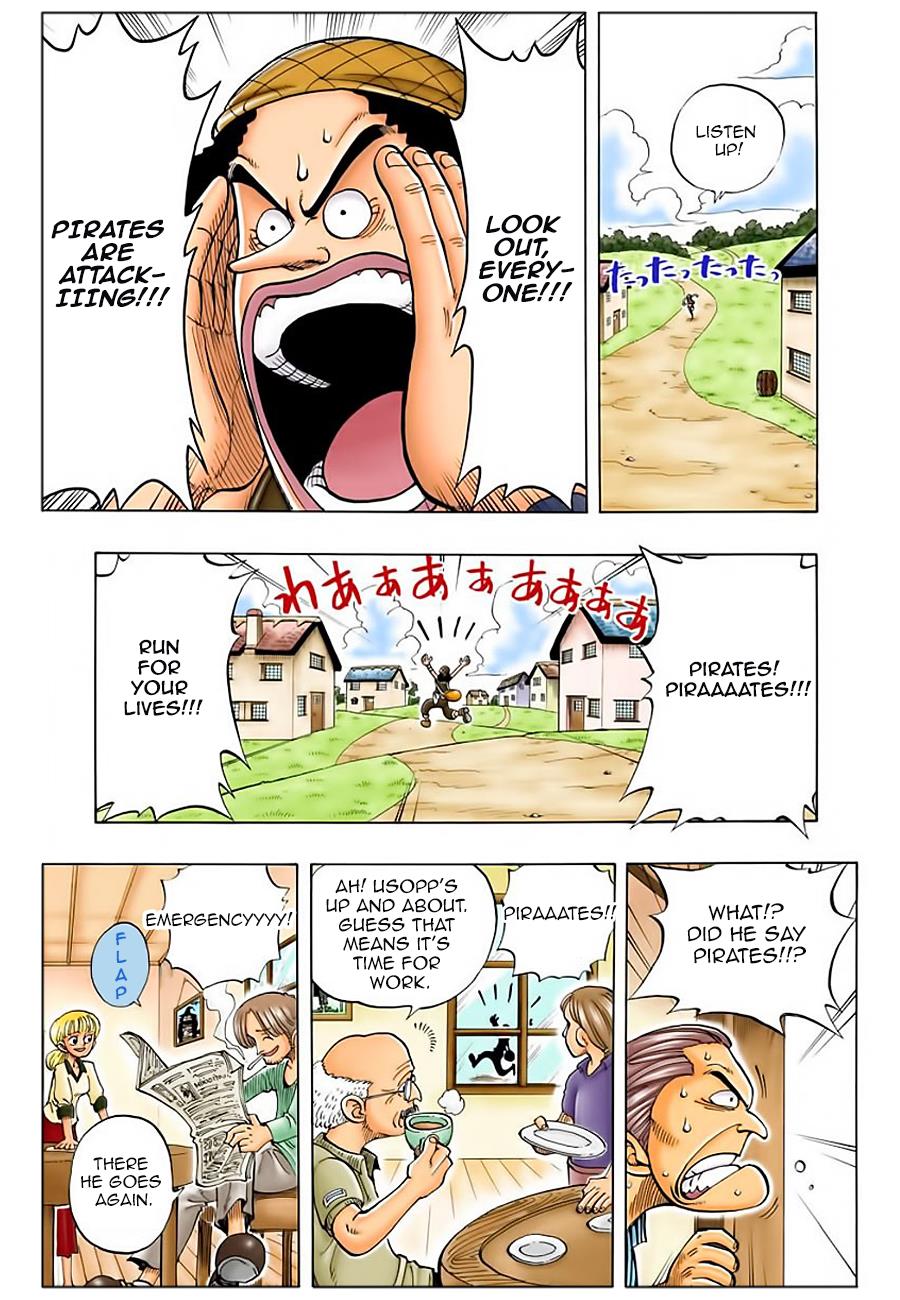 LISTEN
UP!
たったったったっ
LOOK
OUT,
EVERY-
ONE!!!
PIRATES
ARE
ATTACK-
IIING!!!
わあぁあぁあああぁあ
PIRATES!
PIRAAAATES!!!
RUN
FOR
YOUR
LIVES!!!
WHAT!?
DID HE SAY
PIRATES!!?
PIRAAATES!!
AH! USOPP'S
UP AND ABOUT.
GUESS THAT
MEANS IT'S
TIME FOR
WORK.
EMERGENCYYYY!
FLAP
THERE
HE GOES
AGAIN.